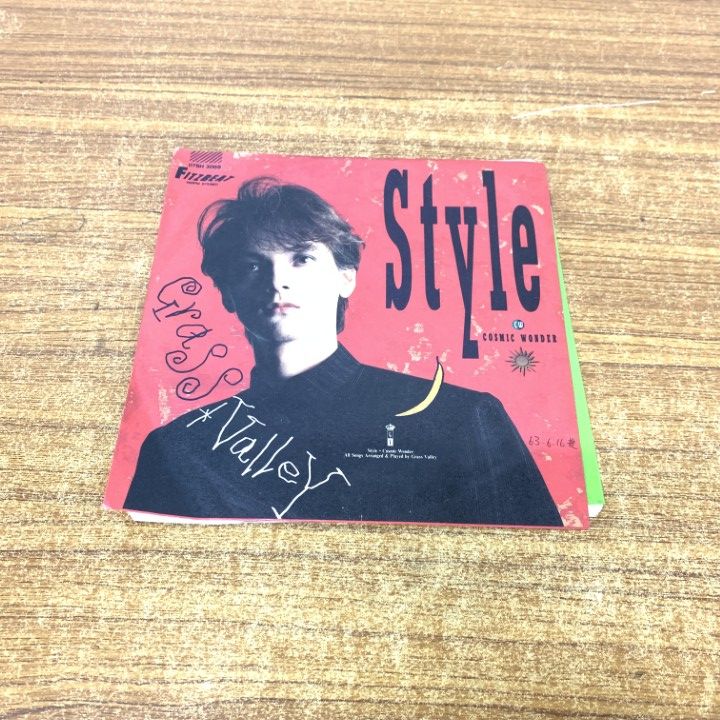 FITZBEAT
Style
C/W
COSMIC WONDER
Grass
Valley
63.6.16
Style • Cosmic Wonder
All Songs Arranged & Played by Grass Valley